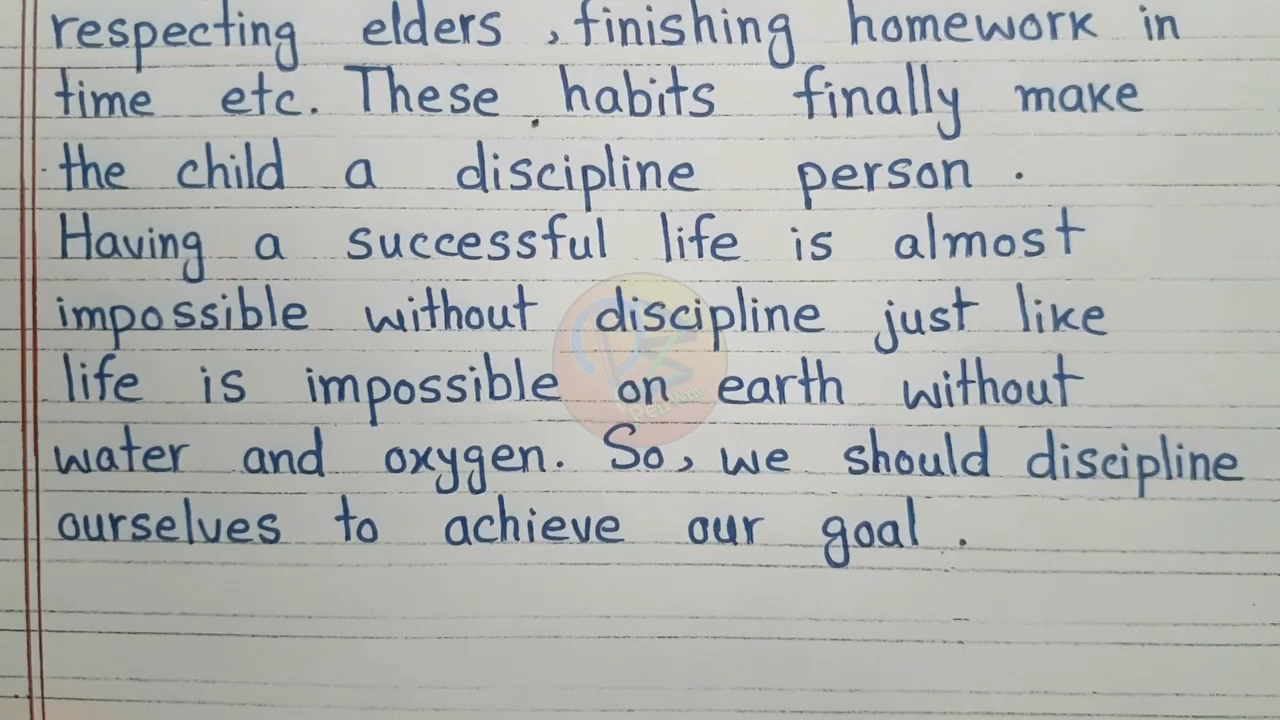 respecting elders , finishing homework in
time etc. These habits finally make
the child a discipline person .
Having a successful life is almost
impossible without discipline just like
life is impossible on earth without
water and oxygen. So, we should discipline
ourselves to achieve our goal .